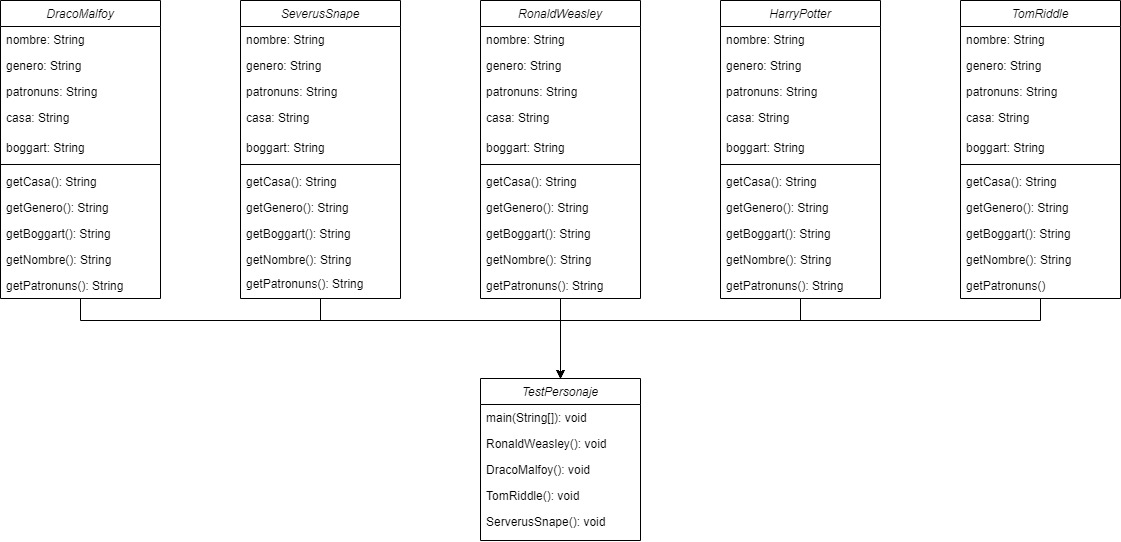 DracoMalfoy
nombre: String
genero: String
patronuns: String
casa: String
boggart: String
getCasa(): String
getGenero(): String
getBoggart(): String
getNombre(): String
getPatronuns(): String
SeverusSnape
nombre: String
genero: String
patronuns: String
casa: String
boggart: String
getCasa(): String
getGenero(): String
getBoggart(): String
getNombre(): String
getPatronuns(): String
RonaldWeasley
nombre: String
genero: String
patronuns: String
casa: String
boggart: String
getCasa(): String
getGenero(): String
getBoggart(): String
getNombre(): String
getPatronuns(): String
HarryPotter
nombre: String
genero: String
patronuns: String
casa: String
boggart: String
getCasa(): String
getGenero(): String
getBoggart(): String
getNombre(): String
getPatronuns(): String
TomRiddle
nombre: String
genero: String
patronuns: String
casa: String
boggart: String
getCasa(): String
getGenero(): String
getBoggart(): String
getNombre(): String
getPatronuns()
TestPersonaje
main(String[]): void
RonaldWeasley(): void
DracoMalfoy(): void
TomRiddle(): void
ServerusSnape(): void